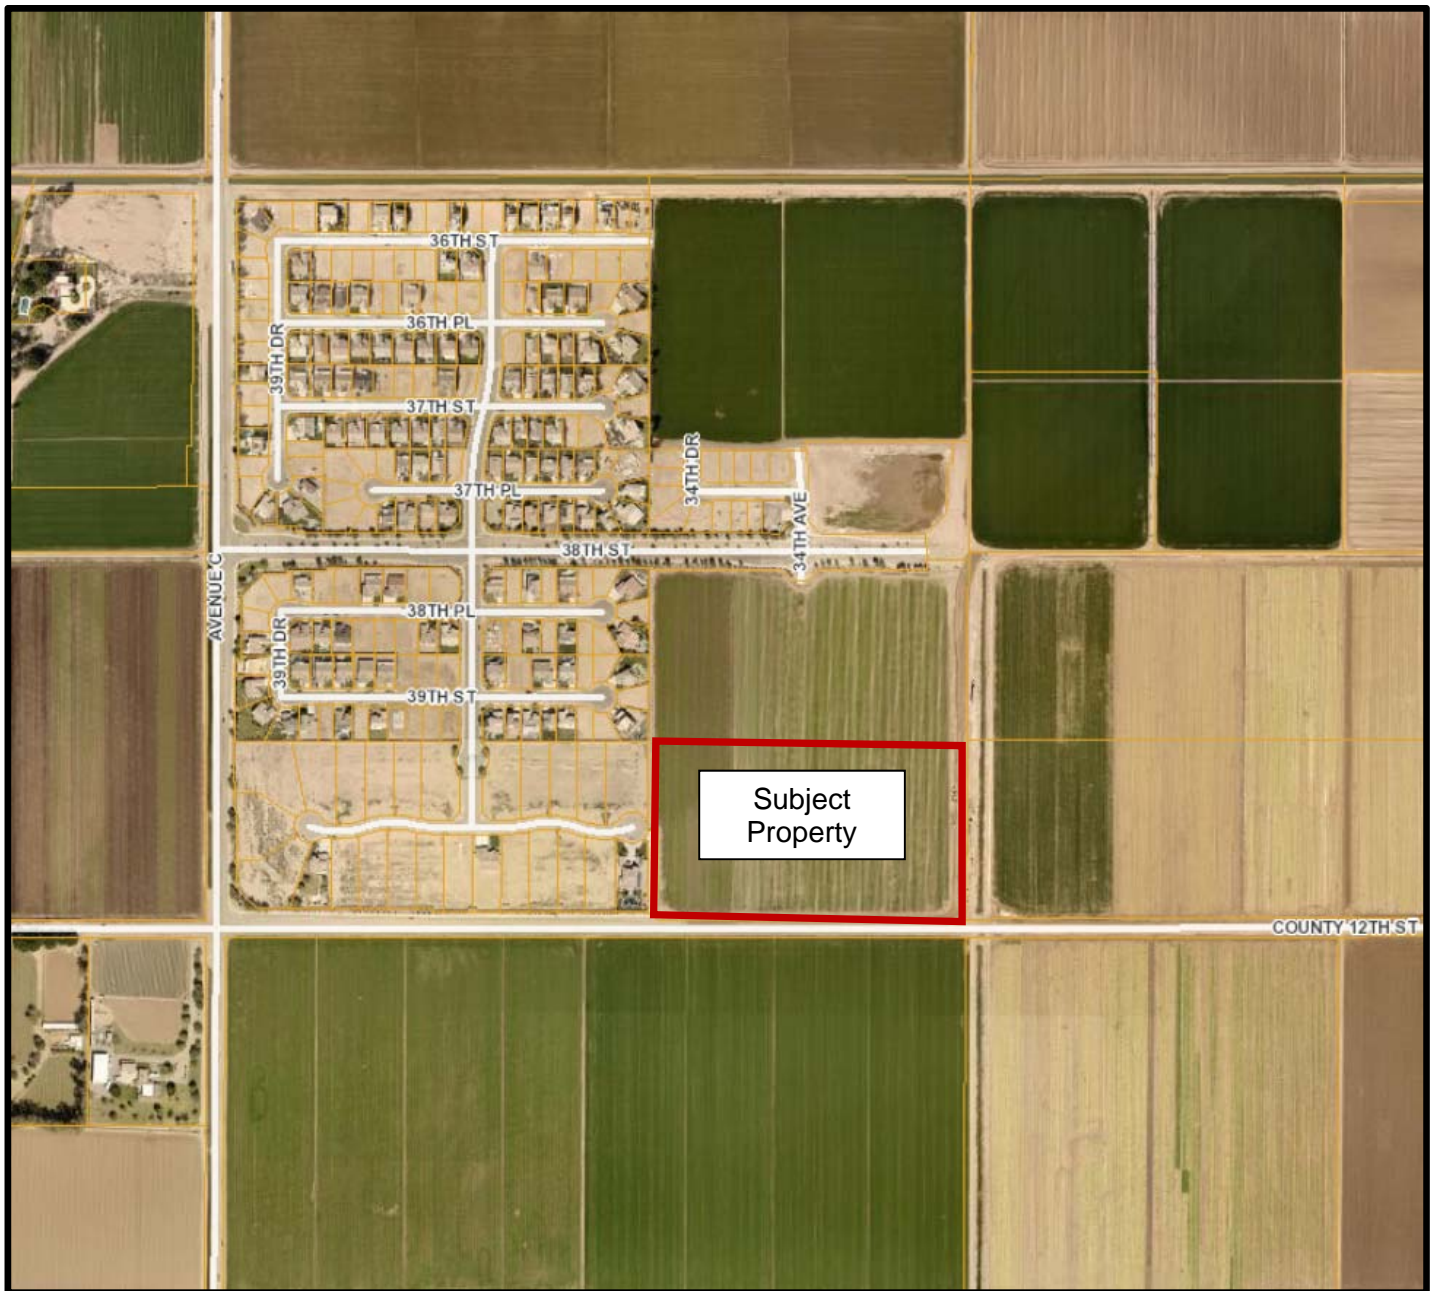 36TH ST
36TH PL
39TH DR
37TH ST
34TH DR
37TH PL
34TH AVE
38TH ST
AVENUE C
38TH PL
39TH DR
39TH ST
Subject
Property
COUNTY 12TH ST